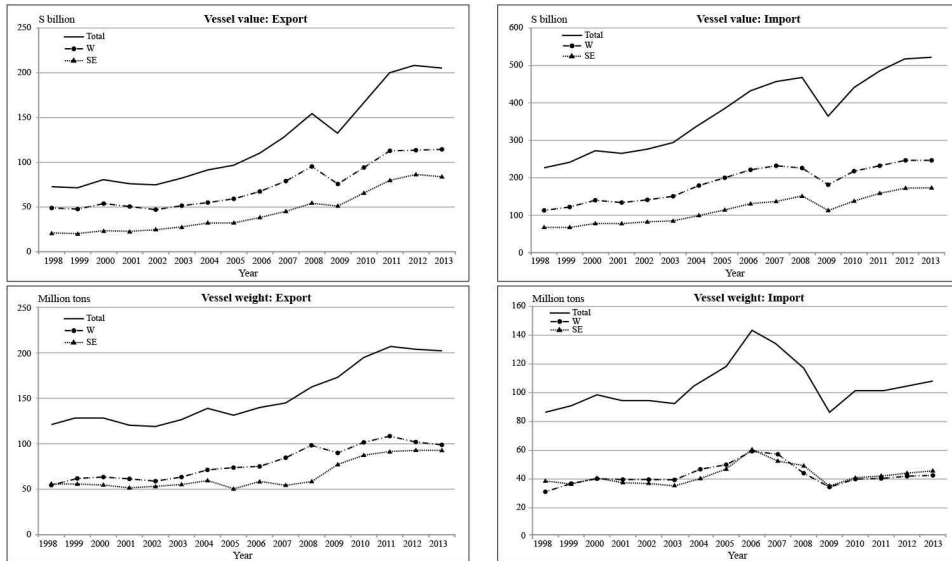 $ billion Vessel value: Export
250
Total
W
SE
200
150
100
50
0
1998 1999 2000 2001 2002 2003 2004 2005 2006 2007 2008 2009 2010 2011 2012 2013
Year
$ billion Vessel value: Import
600
Total
W
SE
500
400
300
200
100
0
1998 1999 2000 2001 2002 2003 2004 2005 2006 2007 2008 2009 2010 2011 2012 2013
Year
Million tons Vessel weight: Export
250
Total
W
SE
200
150
100
50
0
1998 1999 2000 2001 2002 2003 2004 2005 2006 2007 2008 2009 2010 2011 2012 2013
Year
Million tons Vessel weight: Import
160
Total
W
SE
140
120
100
80
60
40
20
0
1998 1999 2000 2001 2002 2003 2004 2005 2006 2007 2008 2009 2010 2011 2012 2013
Year